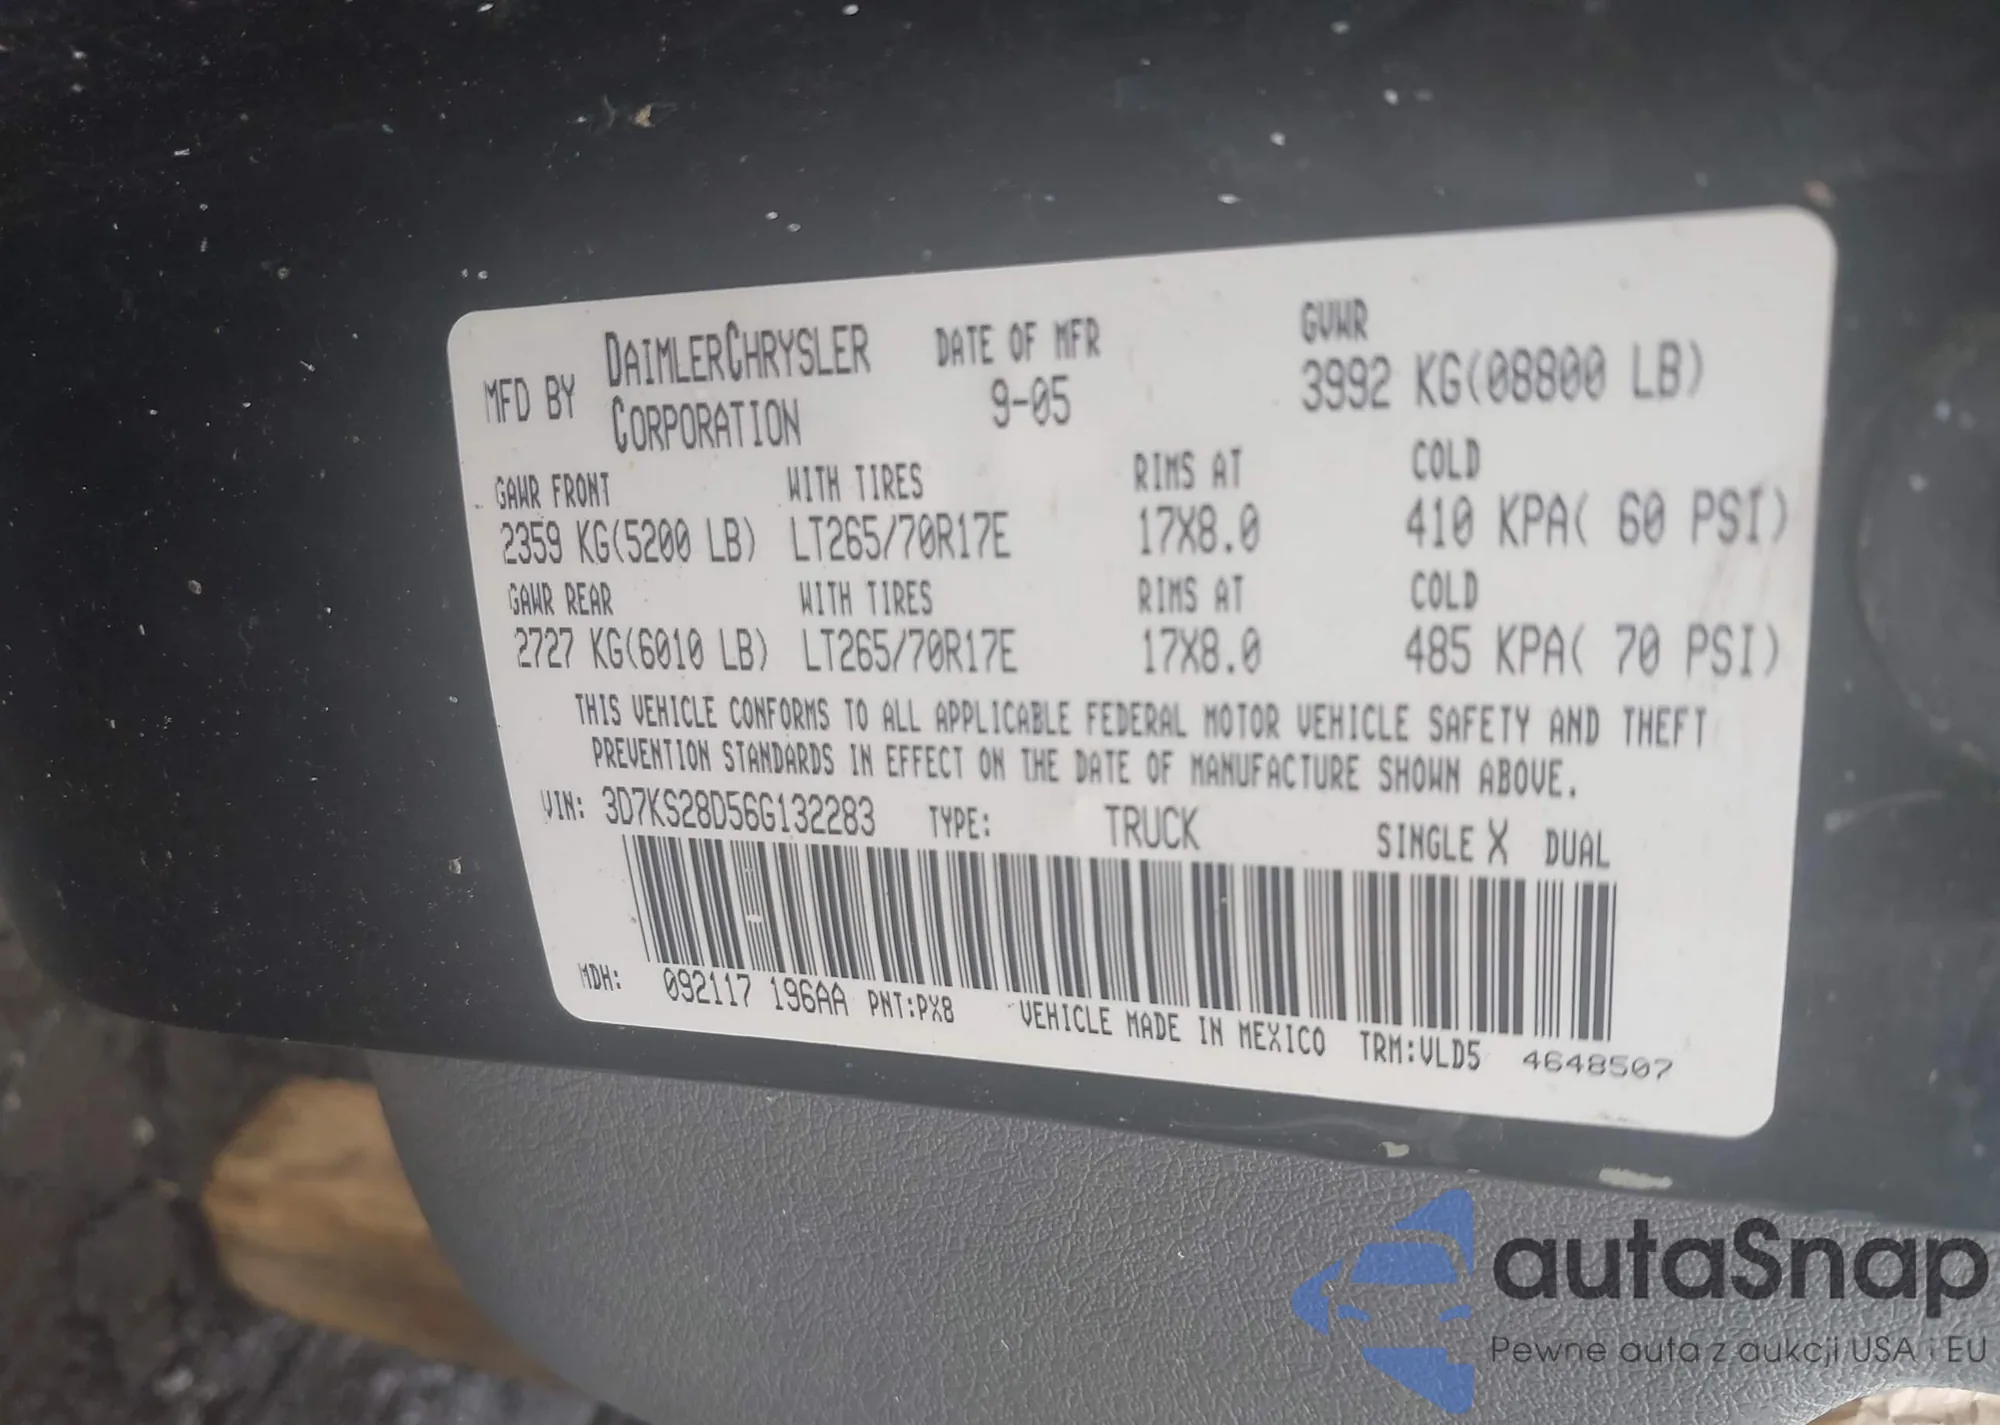 MFD BY DAIMLERCHRYSLER CORPORATION DATE OF MFR 9-05 GVWR 3992 KG(08800 LB)
GAWR FRONT WITH TIRES RIMS AT COLD
2359 KG(5200 LB) LT265/70R17E 17X8.0 410 KPA( 60 PSI)
GAWR REAR WITH TIRES RIMS AT COLD
2727 KG(6010 LB) LT265/70R17E 17X8.0 485 KPA( 70 PSI)
THIS VEHICLE CONFORMS TO ALL APPLICABLE FEDERAL MOTOR VEHICLE SAFETY AND THEFT
PREVENTION STANDARDS IN EFFECT ON THE DATE OF MANUFACTURE SHOWN ABOVE.
VIN: 3D7KS28D56G132283 TYPE: TRUCK SINGLE X DUAL
MDH: 092117 196AA PNT:PX8 VEHICLE MADE IN MEXICO TRM:VLD5 4648507
autaSnap
Pewne auta z aukcji USA i EU